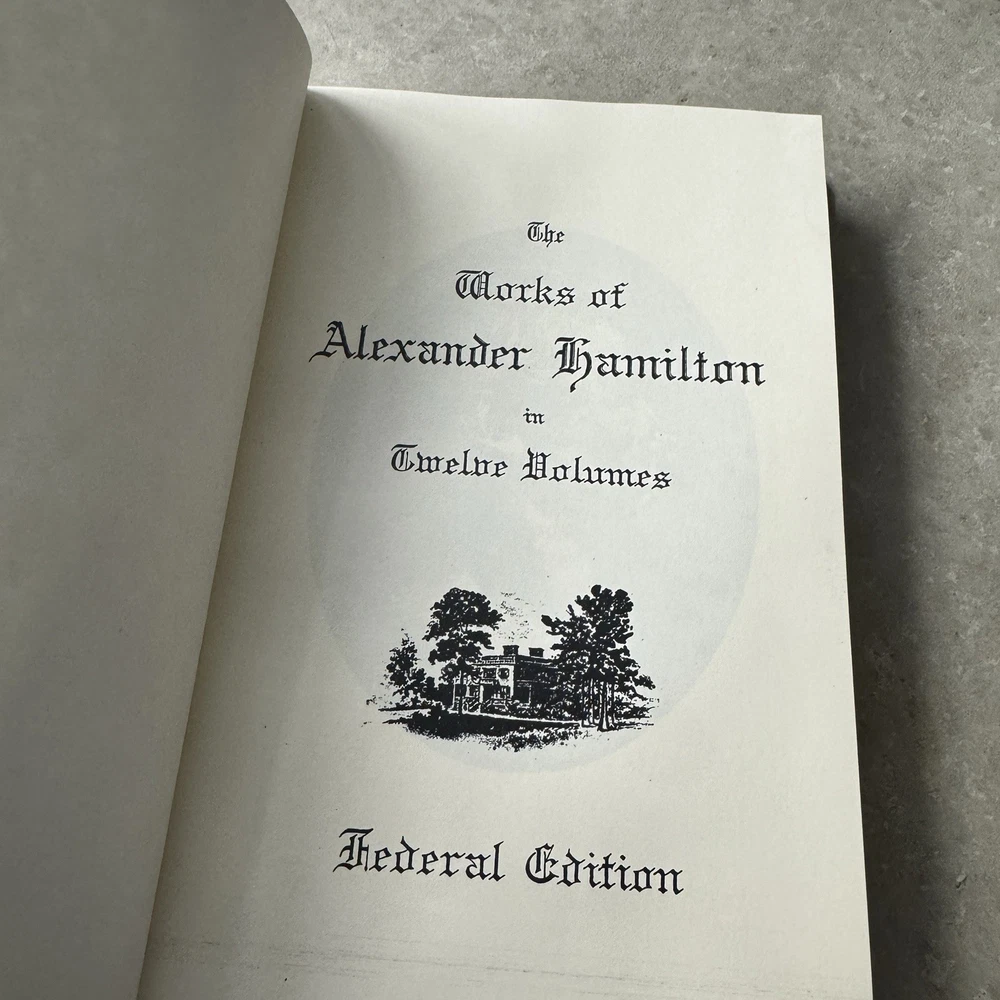 The
Works of
Alexander Hamilton
in
Twelve Volumes
Federal Edition